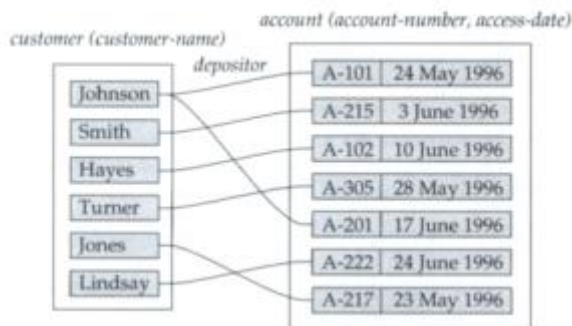 account (account-number, access-date)
customer (customer-name)
depositor
Johnson
Smith
Hayes
Turner
Jones
Lindsay
A-101 24 May 1996
A-215 3 June 1996
A-102 10 June 1996
A-305 28 May 1996
A-201 17 June 1996
A-222 24 June 1996
A-217 23 May 1996